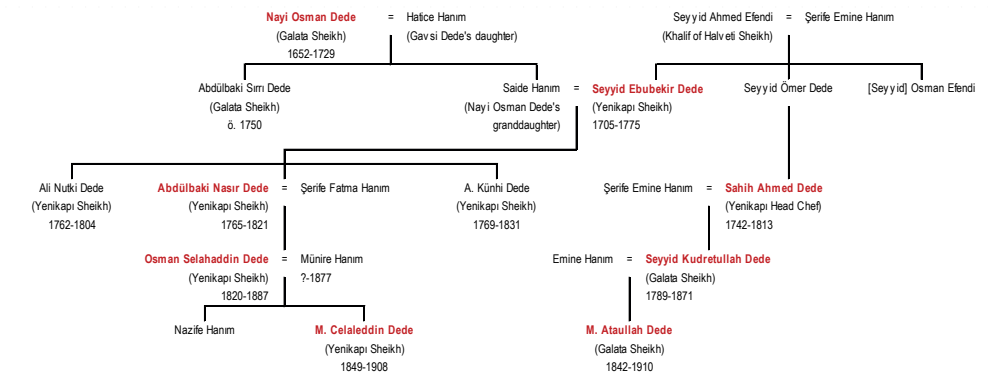 Nayi Osman Dede = Hatice Hanım
(Galata Sheikh) (Gavsi Dede's daughter)
1652-1729
Seyyid Ahmed Efendi = Şerife Emine Hanım
(Khalif of Halveti Sheikh)
Abdülbaki Sırrı Dede
(Galata Sheikh)
ö. 1750
Saide Hanım = Seyyid Ebubekir Dede
(Nayi Osman Dede's (Yenikapı Sheikh)
granddaughter) 1705-1775
Seyyid Ömer Dede
[Seyyid] Osman Efendi
Ali Nutki Dede
(Yenikapı Sheikh)
1762-1804
Abdülbaki Nasır Dede = Şerife Fatma Hanım
(Yenikapı Sheikh)
1765-1821
A. Künhi Dede
(Yenikapı Sheikh)
1769-1831
Şerife Emine Hanım = Sahih Ahmed Dede
(Yenikapı Head Chef)
1742-1813
Osman Selahaddin Dede = Münire Hanım
(Yenikapı Sheikh) ?-1877
1820-1887
Emine Hanım = Seyyid Kudretullah Dede
(Galata Sheikh)
1789-1871
Nazife Hanım
M. Celaleddin Dede
(Yenikapı Sheikh)
1849-1908
M. Ataullah Dede
(Galata Sheikh)
1842-1910